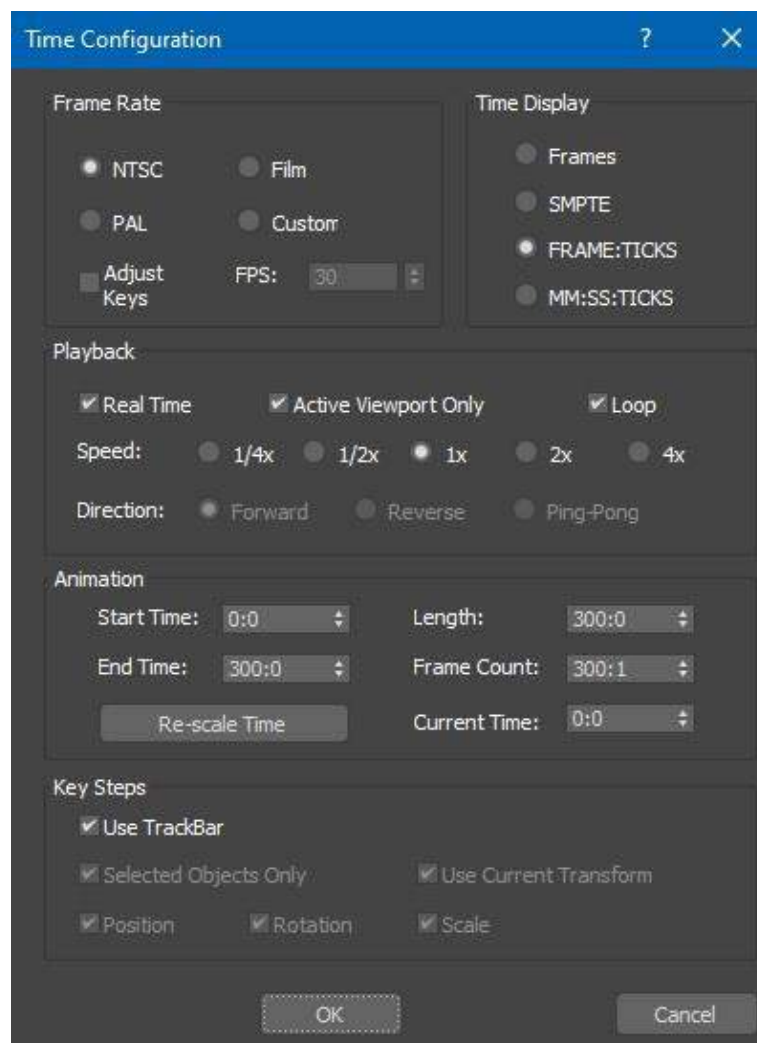 Time Configuration ? ×
Frame Rate
NTSC Film
PAL Custom
Adjust Keys FPS: 30
Time Display
Frames
SMPTE
FRAME:TICKS
MM:SS:TICKS
Playback
Real Time Active Viewport Only Loop
Speed: 1/4x 1/2x 1x 2x 4x
Direction: Forward Reverse Ping-Pong
Animation
Start Time: 0:0 Length: 300:0
End Time: 300:0 Frame Count: 300:1
Re-scale Time Current Time: 0:0
Key Steps
Use TrackBar
Selected Objects Only Use Current Transform
Position Rotation Scale
OK Cancel